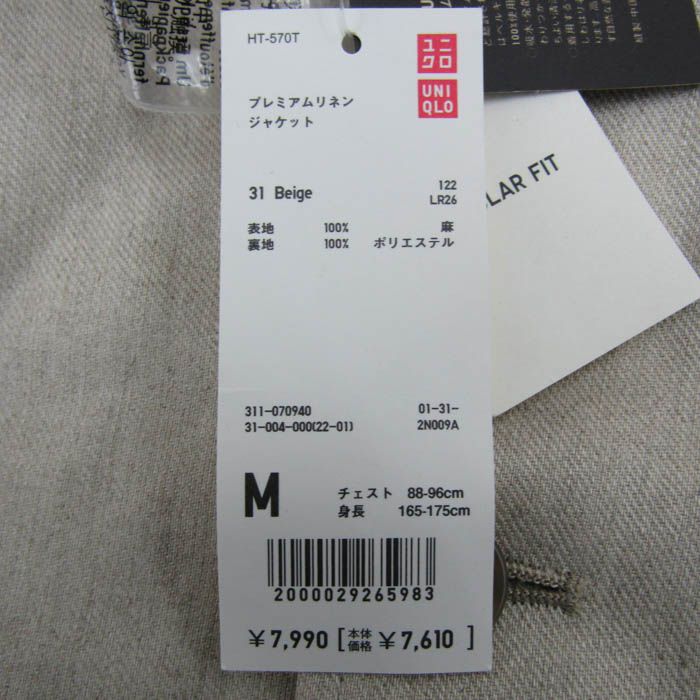 HT-570T
ユニ
クロ
UNI
QLO
プレミアムリネン
ジャケット
31 Beige
122
LR26
表地 100% 麻
裏地 100% ポリエステル
311-070940 01-31-
31-004-000(22-01) 2N009A
M
チェスト 88-96cm
身長 165-175cm
2000029265983
¥7,990 [本体価格 ¥7,610]
LAR FIT